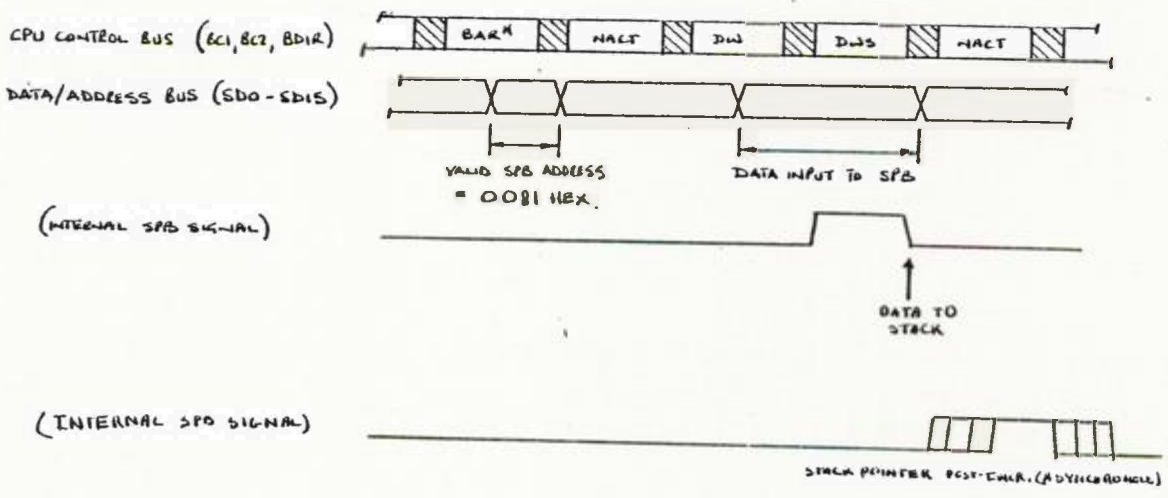 CPU CONTROL BUS (BC1, BC2, BDIR)
BAR* NACT DW DWS NACT
DATA/ADDRESS BUS (SD0-SD15)
VALID SPB ADDRESS
= 0081 HEX.
DATA INPUT TO SPB
(INTERNAL SPB SIGNAL)
DATA TO
STACK
(INTERNAL SPB SIGNAL)
STACK POINTER POST-INCR. (ASYNCHRONOUS)